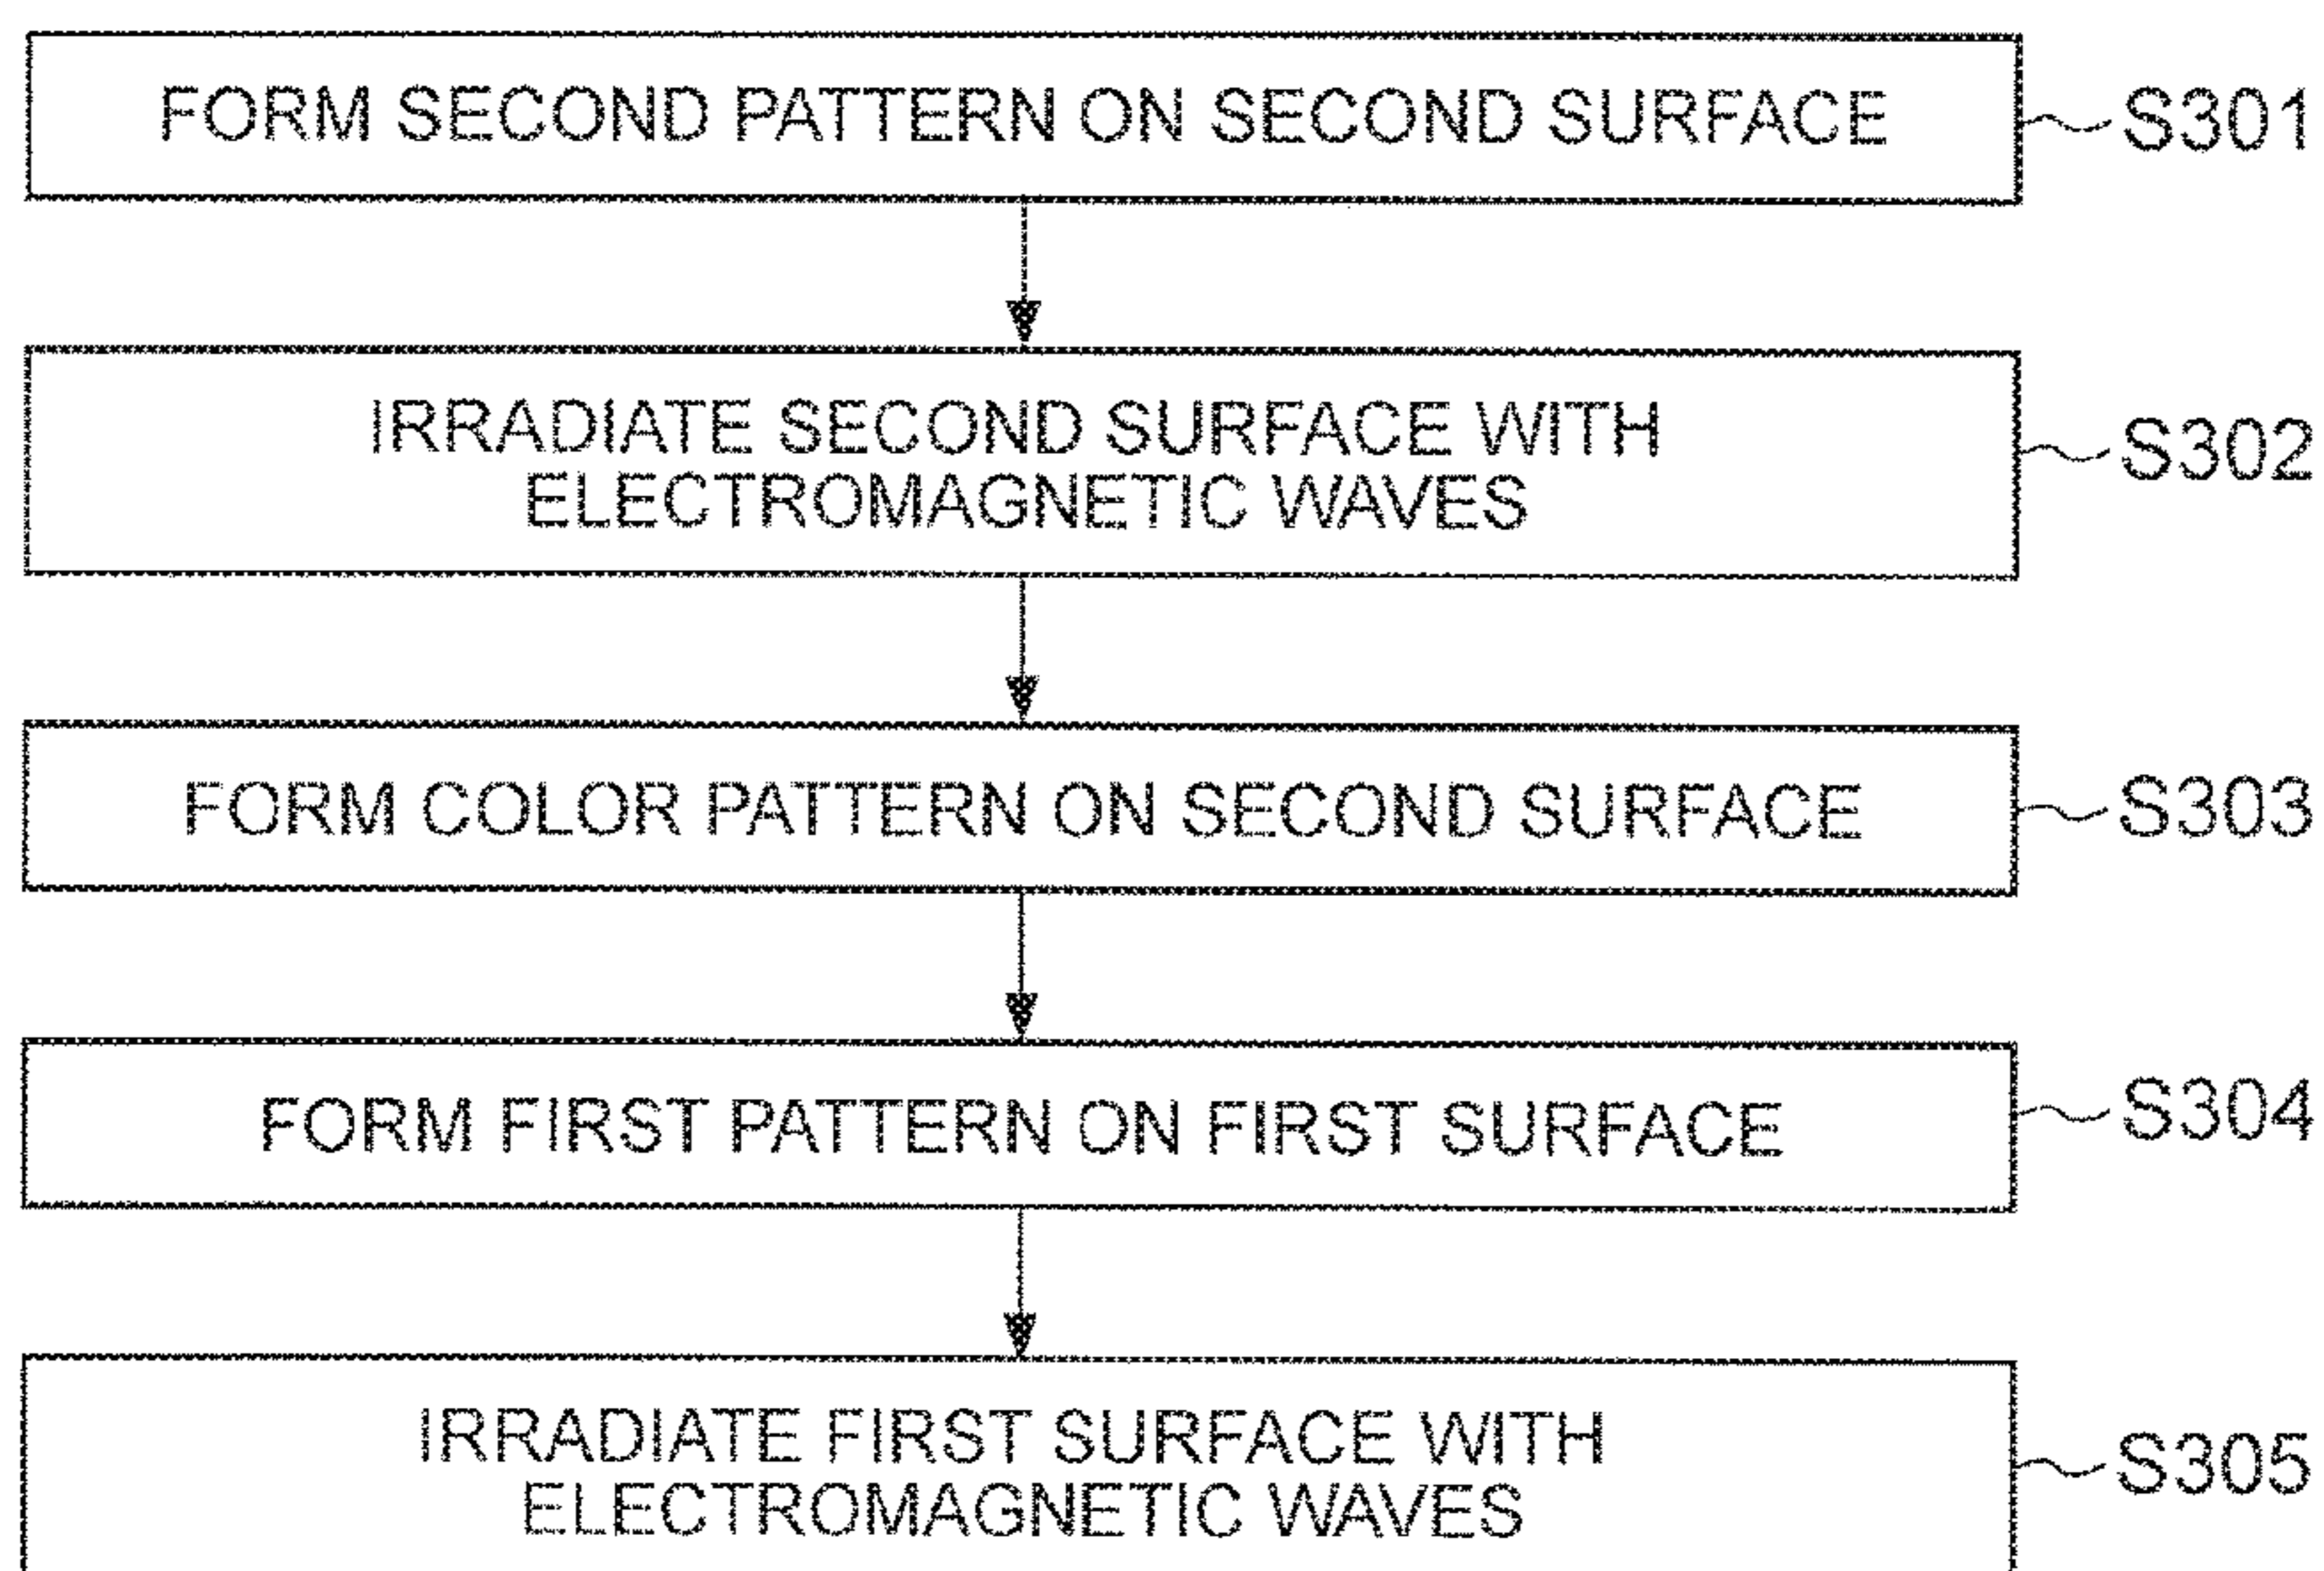 FORM SECOND PATTERN ON SECOND SURFACE
S301
IRRADIATE SECOND SURFACE WITH
ELECTROMAGNETIC WAVES
S302
FORM COLOR PATTERN ON SECOND SURFACE
S303
FORM FIRST PATTERN ON FIRST SURFACE
S304
IRRADIATE FIRST SURFACE WITH
ELECTROMAGNETIC WAVES
S305